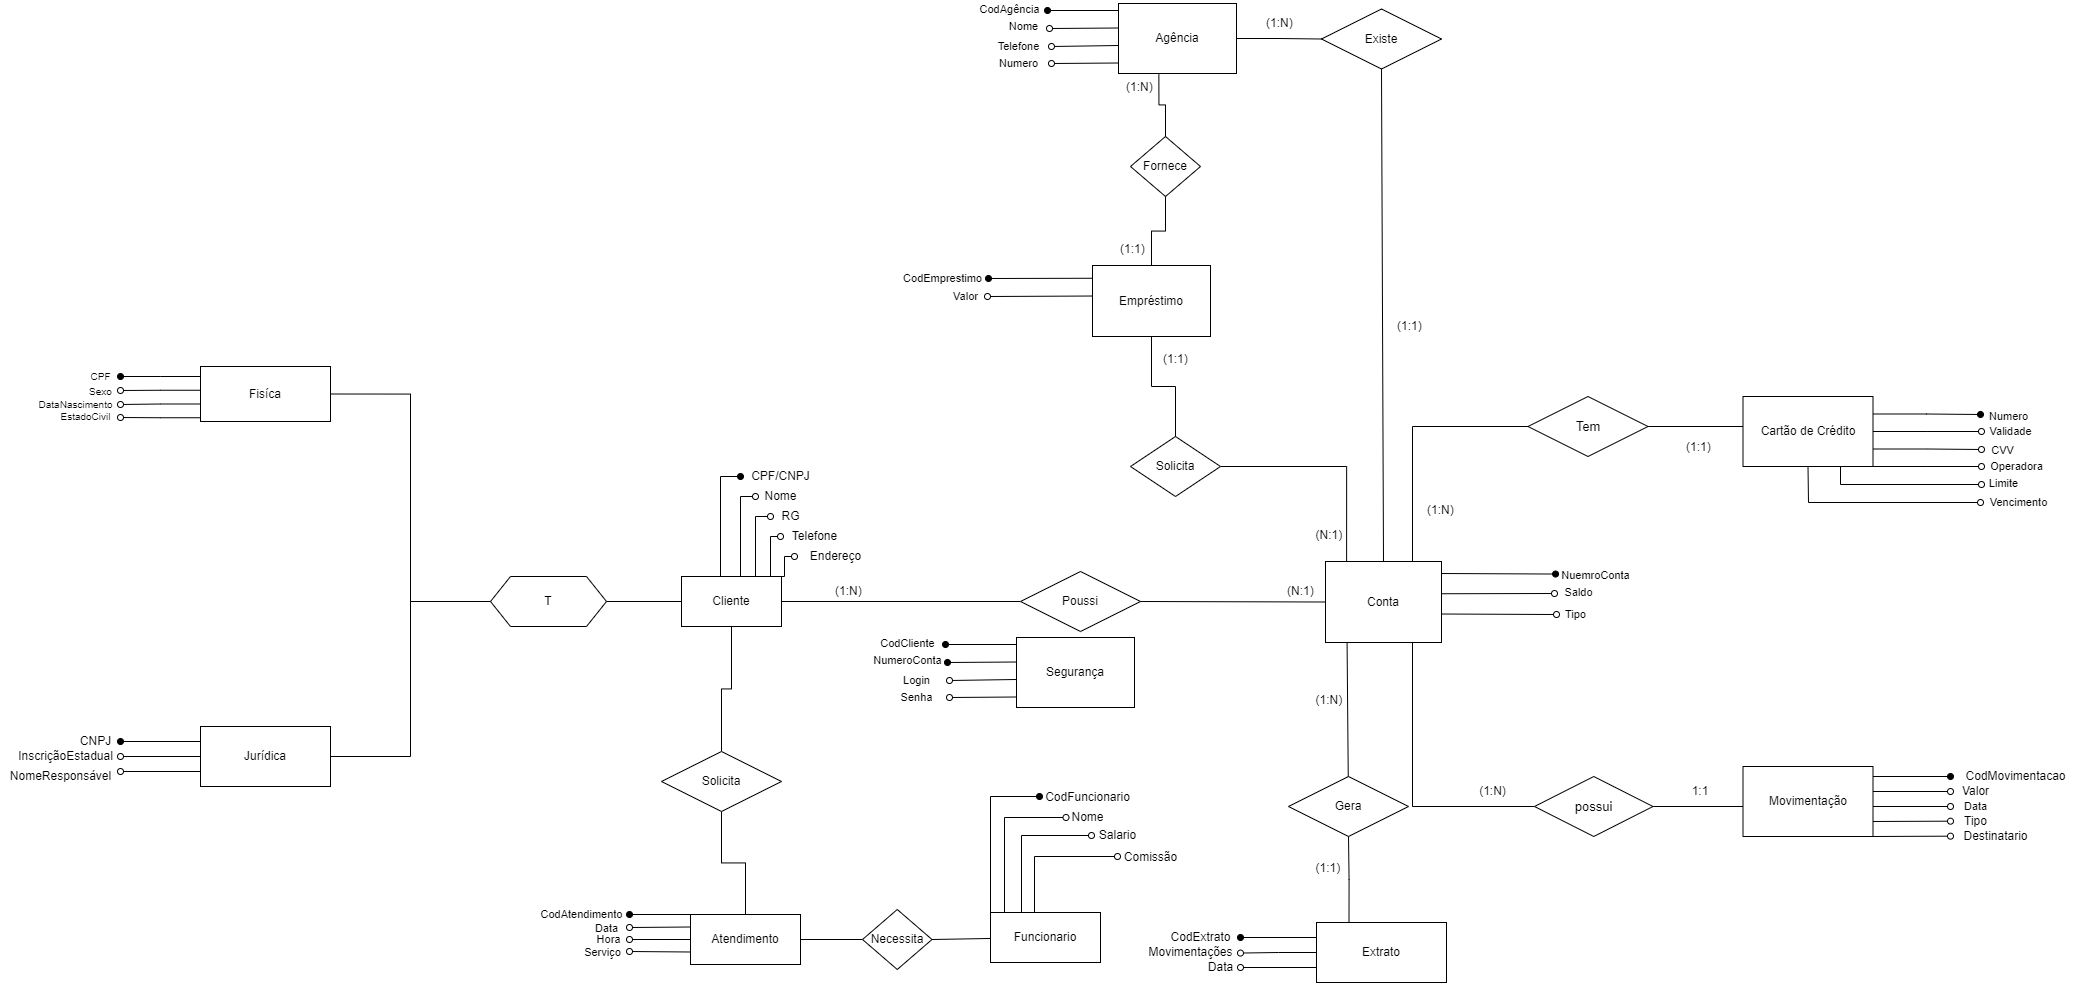 CodAgência
Nome
Telefone
Numero
Agência
(1:N)
Existe
(1:N)
Fornece
(1:1)
CodEmprestimo
Valor
Empréstimo
(1:1)
(1:1)
Solicita
(N:1)
CPF
Sexo
DataNascimento
EstadoCivil
Fisíca
Tem
(1:1)
(1:N)
Cartão de Crédito
Numero
Validade
CVV
Operadora
Limite
Vencimento
CPF/CNPJ
Nome
RG
Telefone
Endereço
T
Cliente
(1:N)
Poussi
(N:1)
Conta
NuemroConta
Saldo
Tipo
CodCliente
NumeroConta
Login
Senha
Segurança
CNPJ
InscriçãoEstadual
NomeResponsável
Jurídica
Solicita
(1:N)
Gera
(1:1)
(1:N)
possui
1:1
Movimentação
CodMovimentacao
Valor
Data
Tipo
Destinatario
CodFuncionario
Nome
Salario
Comissão
CodAtendimento
Data
Hora
Serviço
Atendimento
Necessita
Funcionario
CodExtrato
Movimentações
Data
Extrato